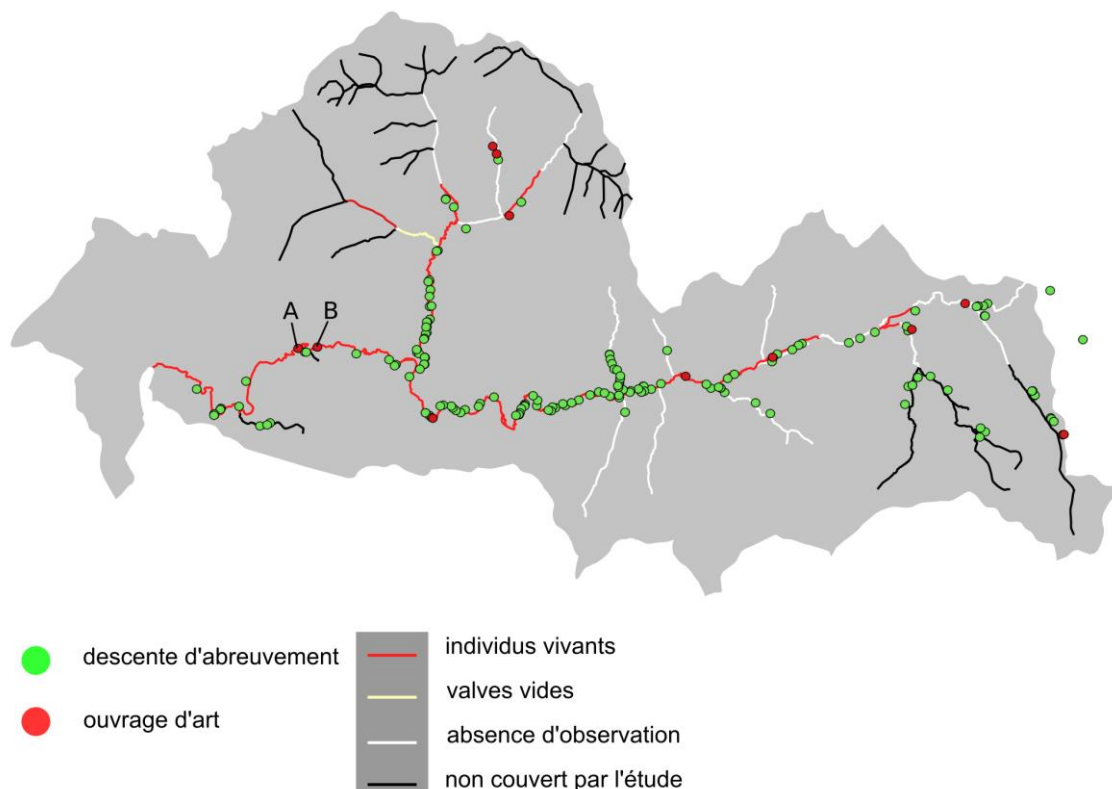 A B
descente d'abreuvement
ouvrage d'art
individus vivants
valves vides
absence d'observation
non couvert par l'étude